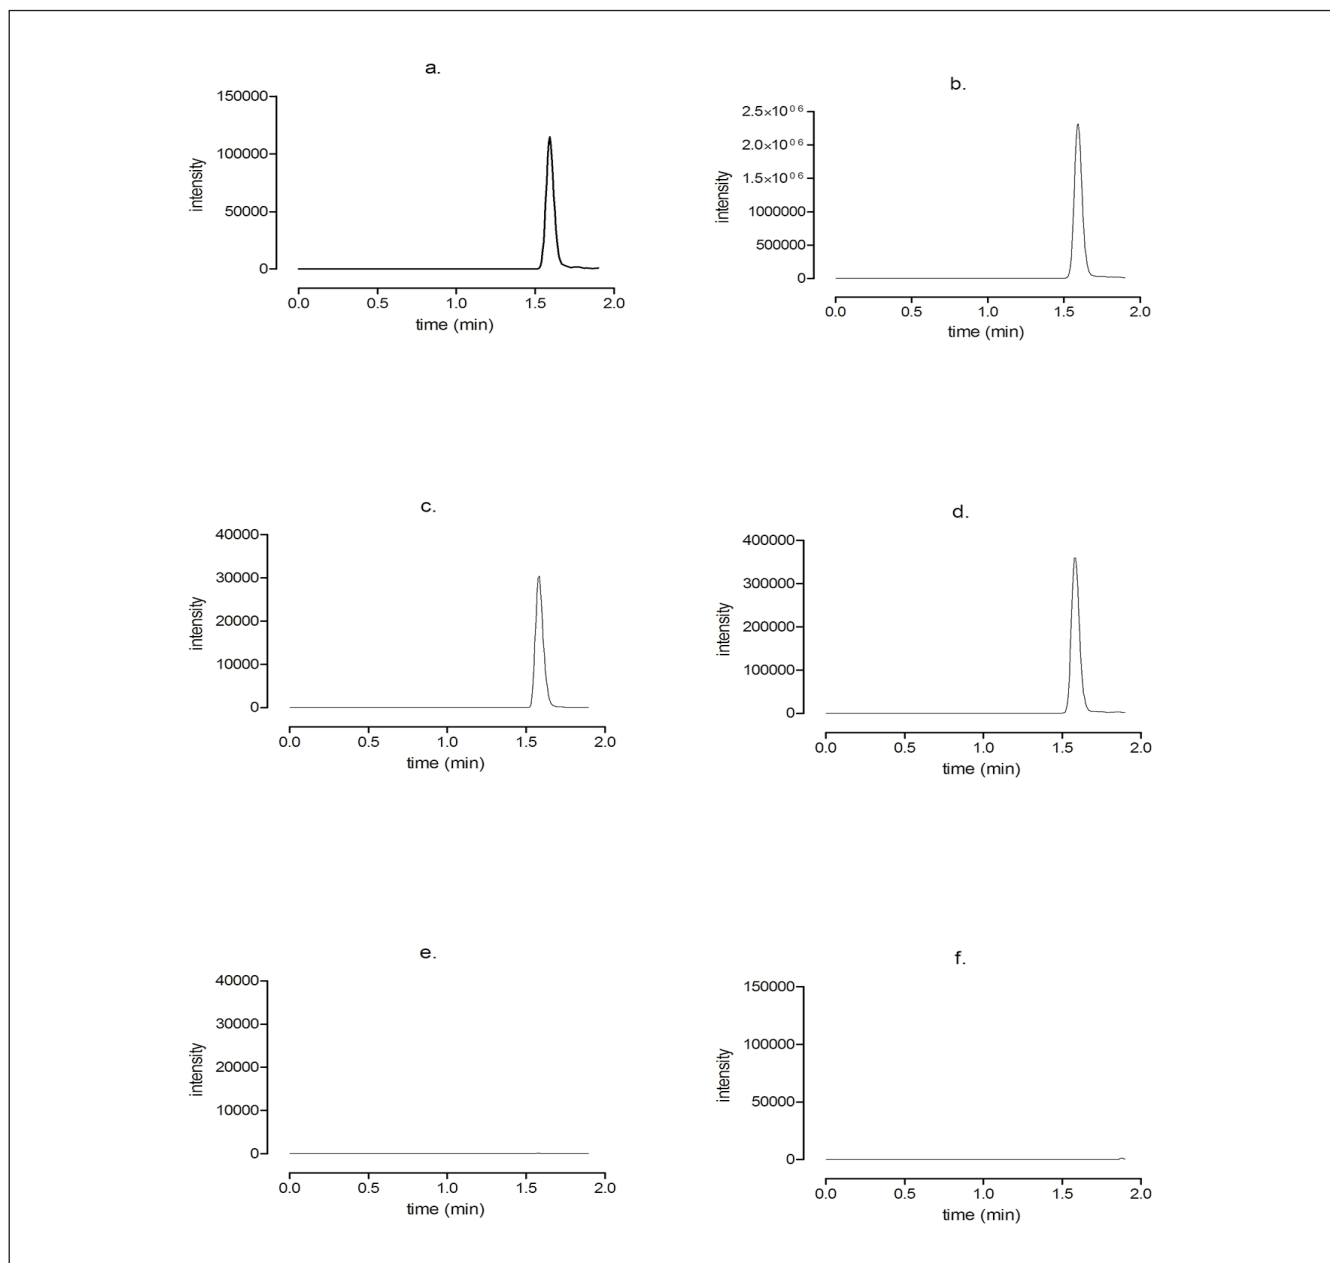 a.
150000
100000
50000
0
intensity
0.0 0.5 1.0 1.5 2.0
time (min)
b.
2.5×10⁰⁶
2.0×10⁰⁶
1.5×10⁰⁶
1000000
500000
0
intensity
0.0 0.5 1.0 1.5 2.0
time (min)
c.
40000
30000
20000
10000
0
intensity
0.0 0.5 1.0 1.5 2.0
time (min)
d.
400000
300000
200000
100000
0
intensity
0.0 0.5 1.0 1.5 2.0
time (min)
e.
40000
30000
20000
10000
0
intensity
0.0 0.5 1.0 1.5 2.0
time (min)
f.
150000
100000
50000
0
intensity
0.0 0.5 1.0 1.5 2.0
time (min)